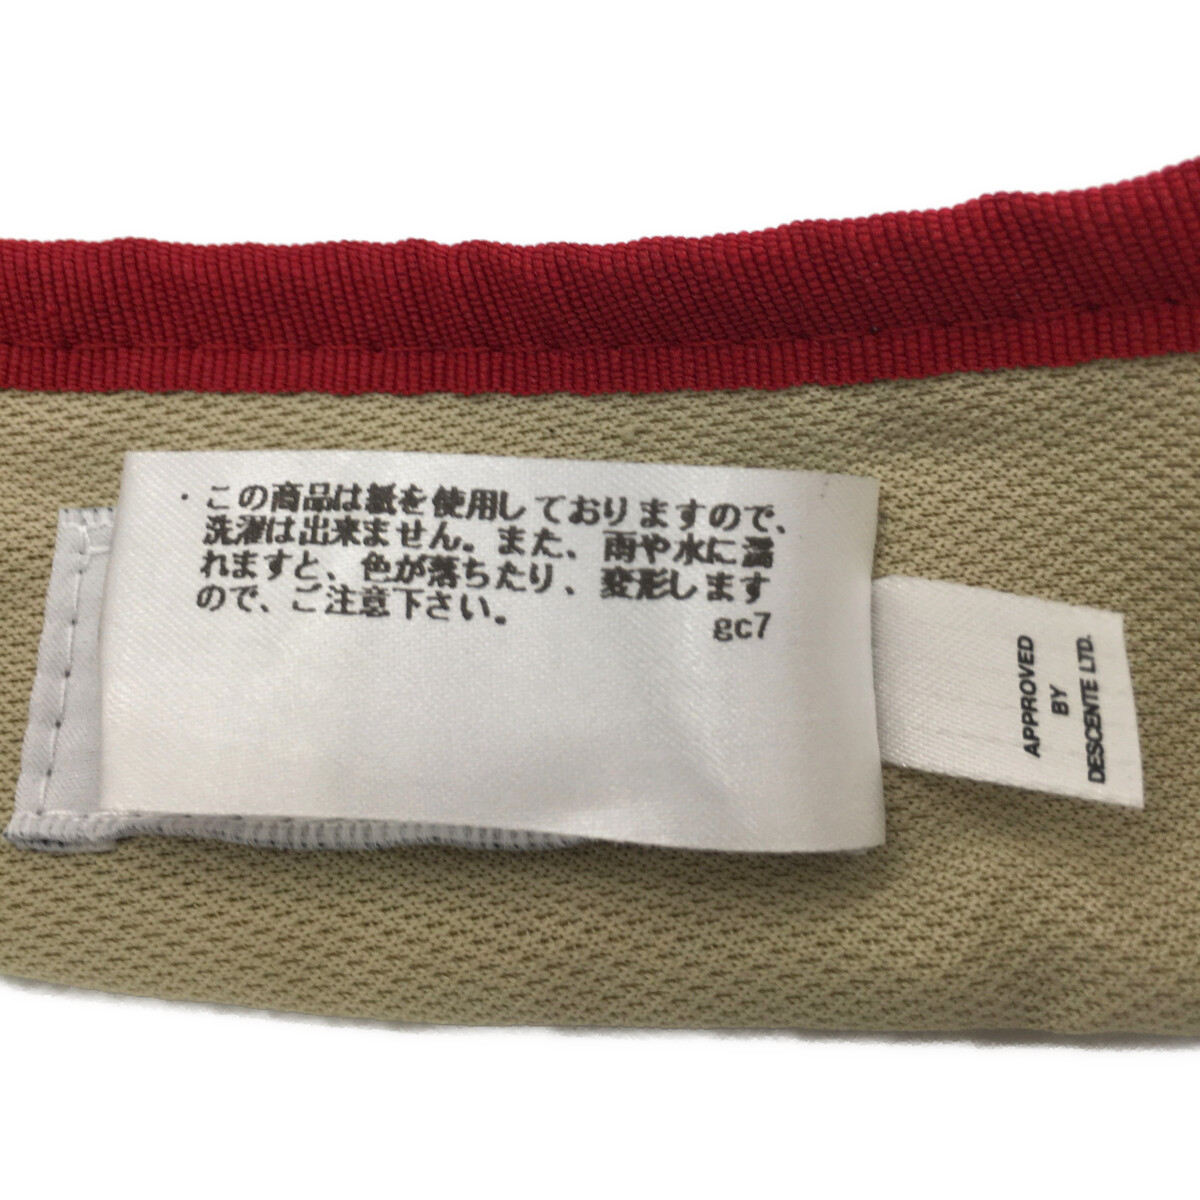 ・この商品は紙を使用しておりますので、
洗濯は出来ません。また、雨や水に濡
れますと、色が落ちたり、変形します
ので、ご注意下さい。
gc7
APPROVED
BY
DESCENTE LTD.